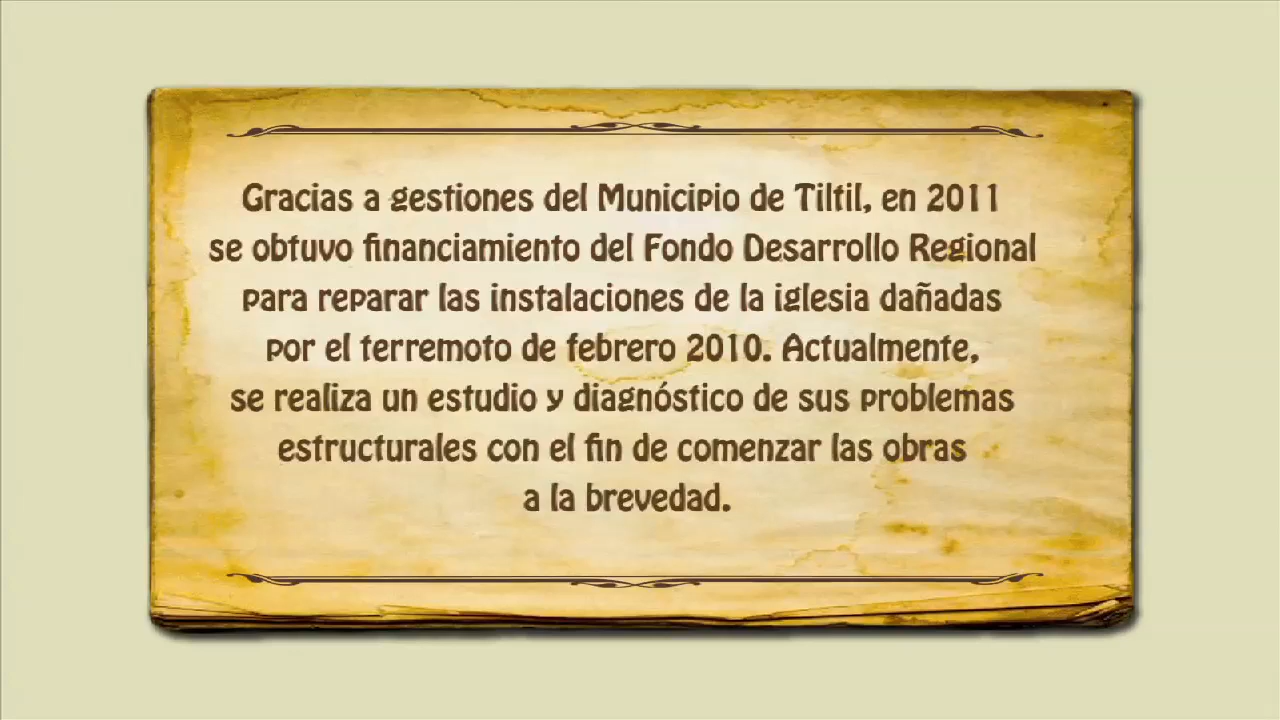 Gracias a gestiones del Municipio de Tiltil, en 2011
se obtuvo financiamiento del Fondo Desarrollo Regional
para reparar las instalaciones de la iglesia dañadas
por el terremoto de febrero 2010. Actualmente,
se realiza un estudio y diagnóstico de sus problemas
estructurales con el fin de comenzar las obras
a la brevedad.